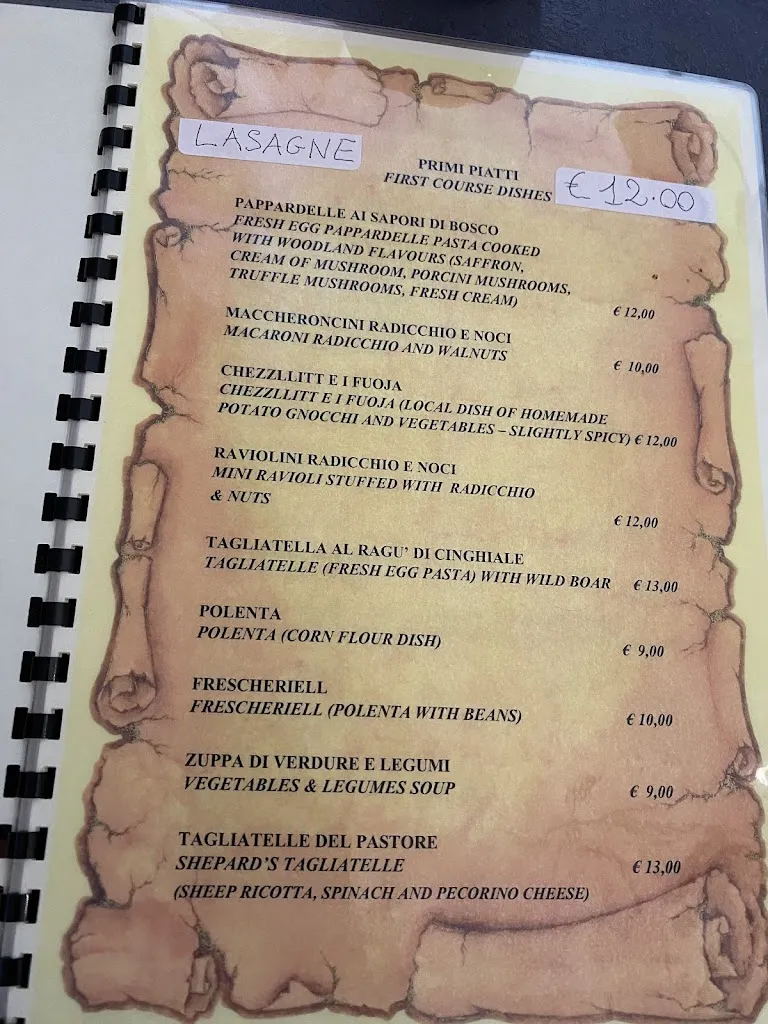 LASAGNE
PRIMI PIATTI
FIRST COURSE DISHES
€ 12.00
PAPPARDELLE AI SAPORI DI BOSCO
FRESH EGG PAPPARDELLE PASTA COOKED
WITH WOODLAND FLAVOURS (SAFFRON,
CREAM OF MUSHROOM, PORCINI MUSHROOMS,
TRUFFLE MUSHROOMS, FRESH CREAM)
€ 12,00
MACCHERONCINI RADICCHIO E NOCI
MACARONI RADICCHIO AND WALNUTS
€ 10,00
CHEZZLLITT E I FUOJA
CHEZZLLITT E I FUOJA (LOCAL DISH OF HOMEMADE
POTATO GNOCCHI AND VEGETABLES – SLIGHTLY SPICY) € 12,00
RAVIOLINI RADICCHIO E NOCI
MINI RAVIOLI STUFFED WITH RADICCHIO
& NUTS
€ 12,00
TAGLIATELLA AL RAGU' DI CINGHIALE
TAGLIATELLE (FRESH EGG PASTA) WITH WILD BOAR € 13,00
POLENTA
POLENTA (CORN FLOUR DISH)
€ 9,00
FRESCHERIELL
FRESCHERIELL (POLENTA WITH BEANS)
€ 10,00
ZUPPA DI VERDURE E LEGUMI
VEGETABLES & LEGUMES SOUP
€ 9,00
TAGLIATELLE DEL PASTORE
SHEPARD'S TAGLIATELLE
€ 13,00
(SHEEP RICOTTA, SPINACH AND PECORINO CHEESE)